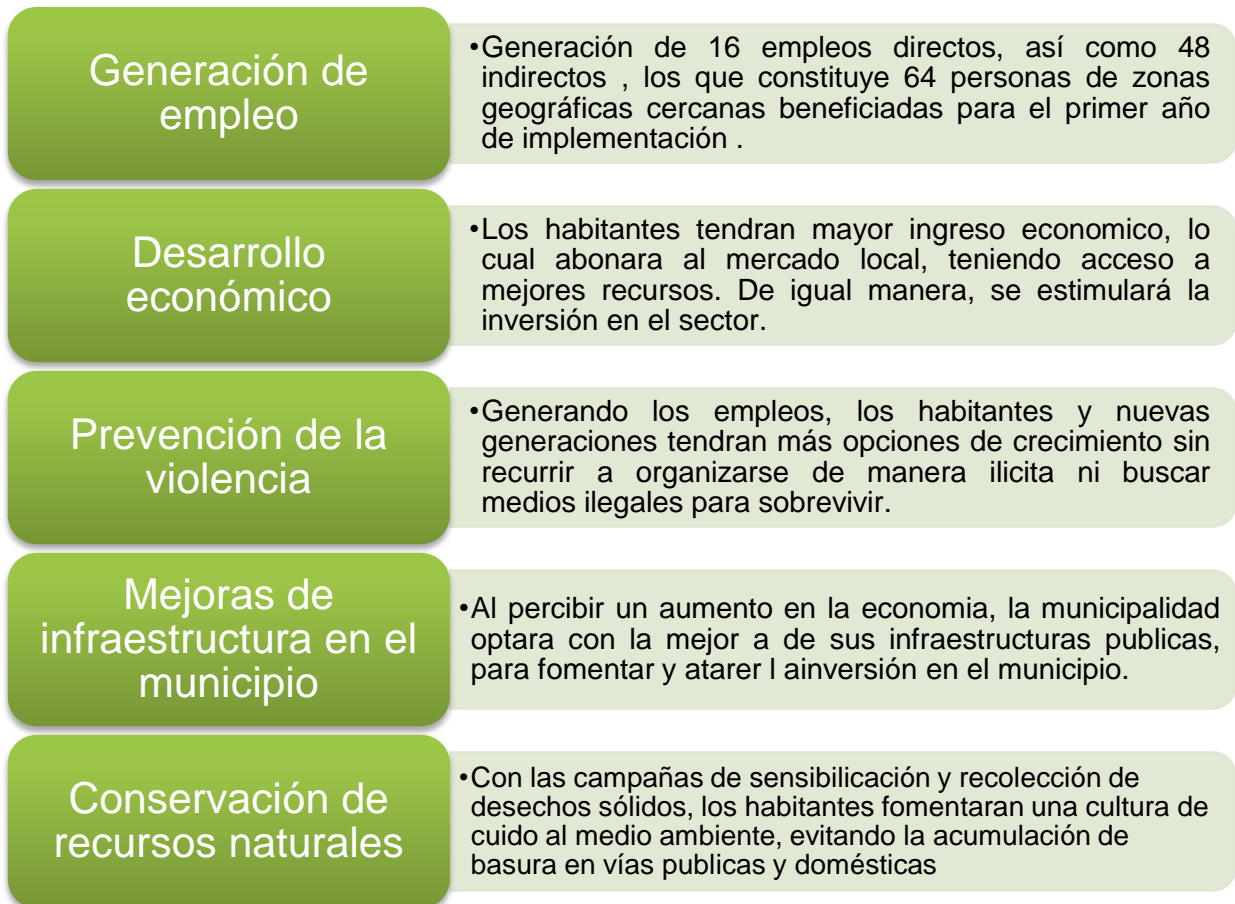 Generación de
empleo
•Generación de 16 empleos directos, así como 48
indirectos , los que constituye 64 personas de zonas
geográficas cercanas beneficiadas para el primer año
de implementación .
Desarrollo
económico
•Los habitantes tendran mayor ingreso economico, lo
cual abonara al mercado local, teniendo acceso a
mejores recursos. De igual manera, se estimulará la
inversión en el sector.
Prevención de la
violencia
•Generando los empleos, los habitantes y nuevas
generaciones tendran más opciones de crecimiento sin
recurrir a organizarse de manera ilicita ni buscar
medios ilegales para sobrevivir.
Mejoras de
infraestructura en el
municipio
•Al percibir un aumento en la economia, la municipalidad
optara con la mejor a de sus infraestructuras publicas,
para fomentar y atarer l ainversión en el municipio.
Conservación de
recursos naturales
•Con las campañas de sensibilicación y recolección de
desechos sólidos, los habitantes fomentaran una cultura de
cuido al medio ambiente, evitando la acumulación de
basura en vías publicas y domésticas